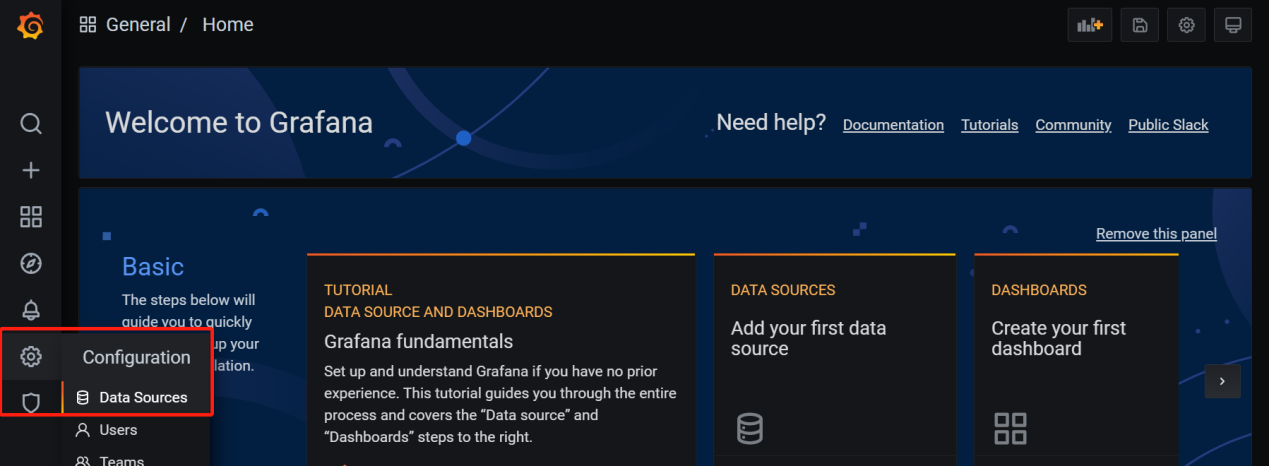 General / Home
Welcome to Grafana
Need help? Documentation Tutorials Community Public Slack
Remove this panel
Basic
The steps below will
guide you to quickly
up your
lation.
TUTORIAL
DATA SOURCE AND DASHBOARDS
Grafana fundamentals
Set up and understand Grafana if you have no prior
experience. This tutorial guides you through the entire
process and covers the “Data source” and
“Dashboards” steps to the right.
DATA SOURCES
Add your first data
source
DASHBOARDS
Create your first
dashboard
Configuration
Data Sources
Users
Teams